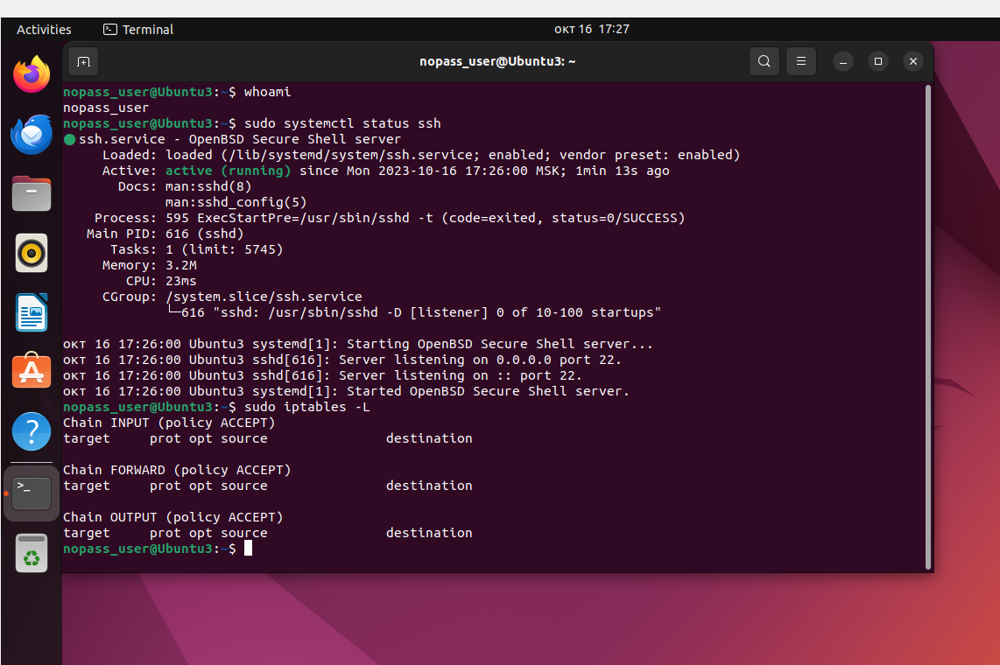 Activities
Terminal
окт 16 17:27
nopass_user@Ubuntu3: ~
nopass_user@Ubuntu3:~$ whoami
nopass_user
nopass_user@Ubuntu3:~$ sudo systemctl status ssh
● ssh.service - OpenBSD Secure Shell server
     Loaded: loaded (/lib/systemd/system/ssh.service; enabled; vendor preset: enabled)
     Active: active (running) since Mon 2023-10-16 17:26:00 MSK; 1min 13s ago
       Docs: man:sshd(8)
             man:sshd_config(5)
    Process: 595 ExecStartPre=/usr/sbin/sshd -t (code=exited, status=0/SUCCESS)
   Main PID: 616 (sshd)
      Tasks: 1 (limit: 5745)
     Memory: 3.2M
        CPU: 23ms
     CGroup: /system.slice/ssh.service
             └─616 "sshd: /usr/sbin/sshd -D [listener] 0 of 10-100 startups"
окт 16 17:26:00 Ubuntu3 systemd[1]: Starting OpenBSD Secure Shell server...
окт 16 17:26:00 Ubuntu3 sshd[616]: Server listening on 0.0.0.0 port 22.
окт 16 17:26:00 Ubuntu3 sshd[616]: Server listening on :: port 22.
окт 16 17:26:00 Ubuntu3 systemd[1]: Started OpenBSD Secure Shell server.
nopass_user@Ubuntu3:~$ sudo iptables -L
Chain INPUT (policy ACCEPT)
target     prot opt source               destination
Chain FORWARD (policy ACCEPT)
target     prot opt source               destination
Chain OUTPUT (policy ACCEPT)
target     prot opt source               destination
nopass_user@Ubuntu3:~$